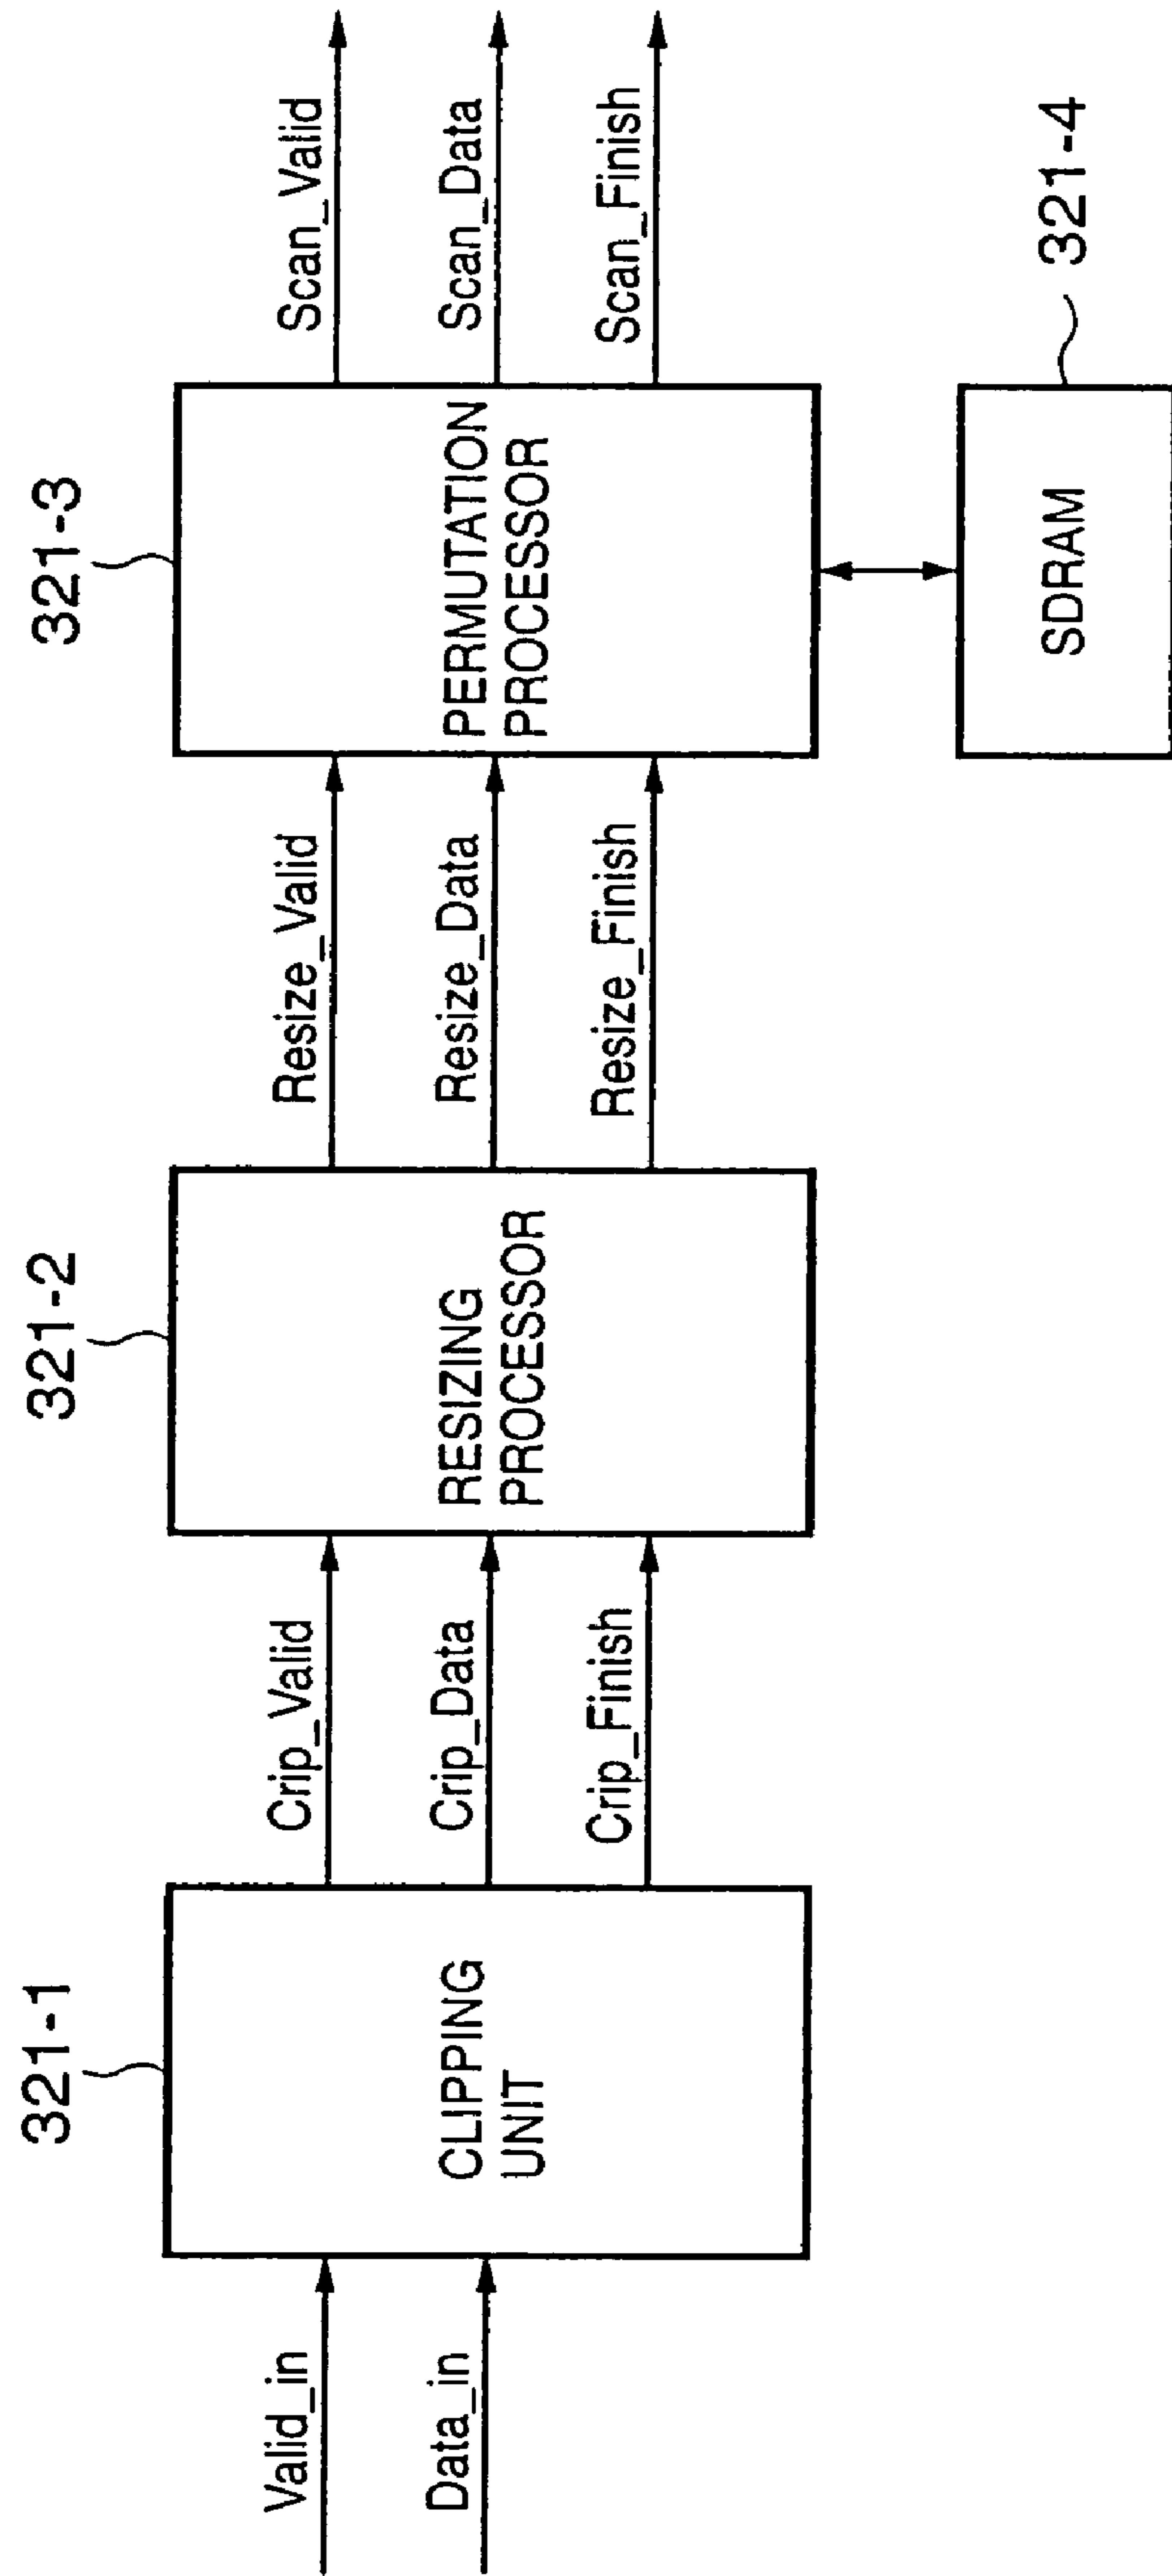 321-1
321-2
321-3
Valid_in
Data_in
CLIPPING
UNIT
Crip_Valid
Crip_Data
Crip_Finish
RESIZING
PROCESSOR
Resize_Valid
Resize_Data
Resize_Finish
PERMUTATION
PROCESSOR
Scan_Valid
Scan_Data
Scan_Finish
SDRAM
321-4